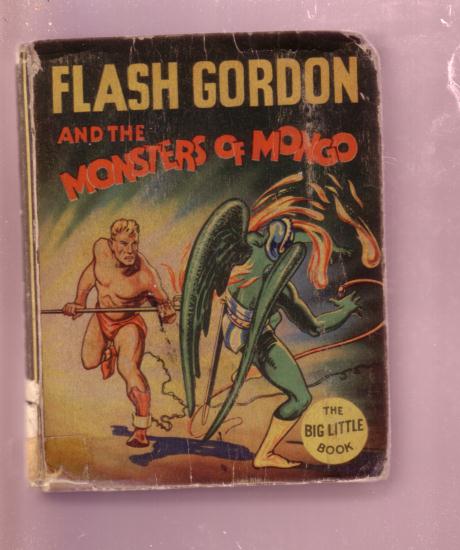 FLASH GORDON
AND THE
MONSTERS OF MONGO
THE
BIG LITTLE
BOOK